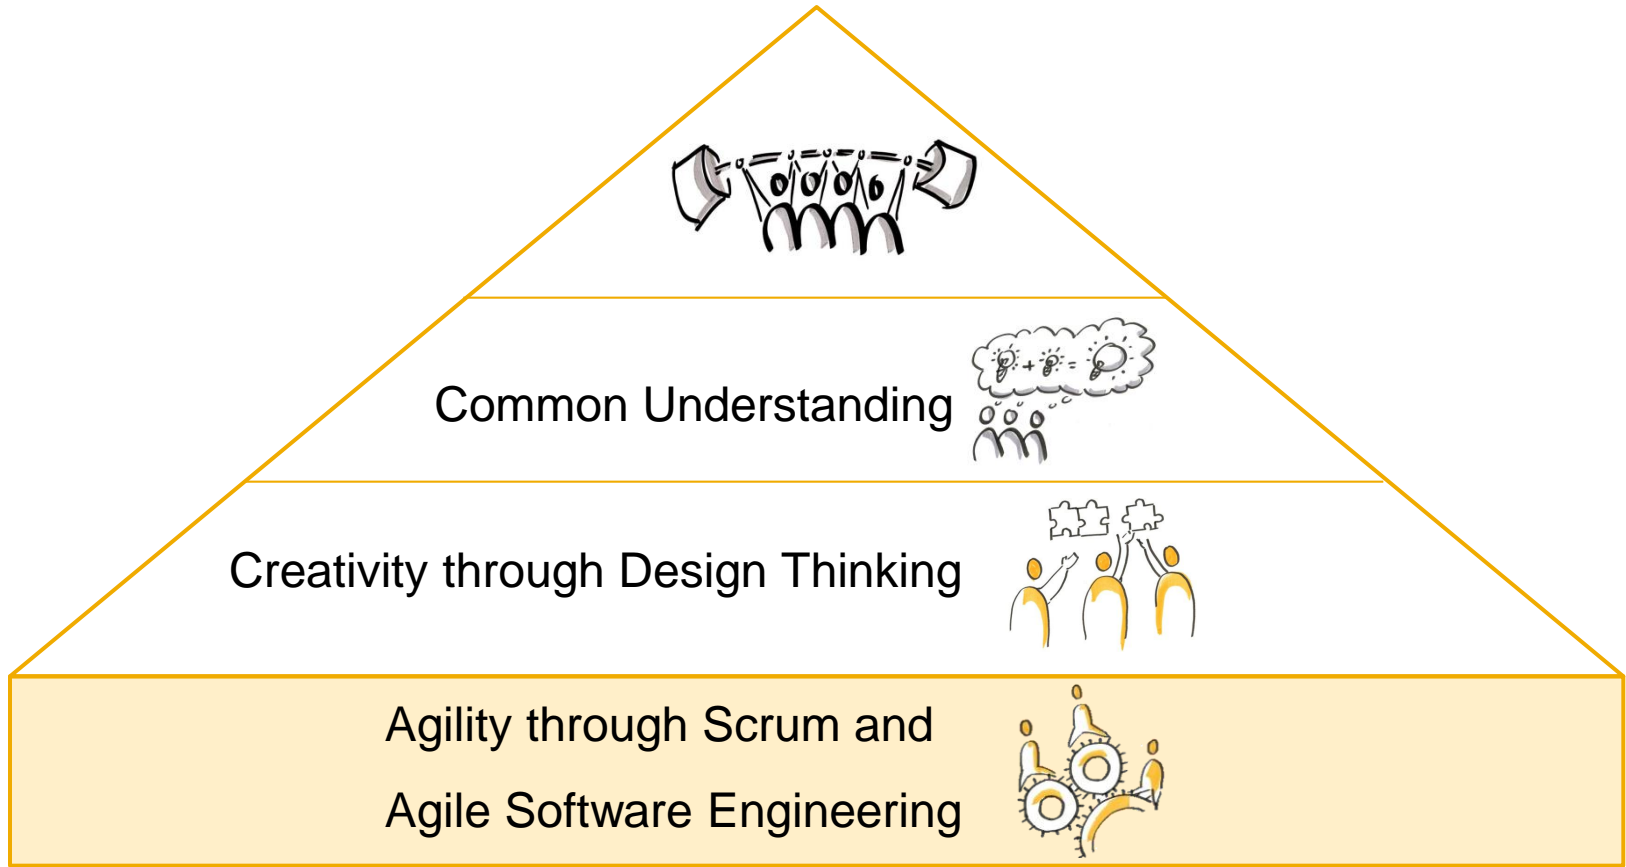 Common Understanding
Creativity through Design Thinking
Agility through Scrum and
Agile Software Engineering